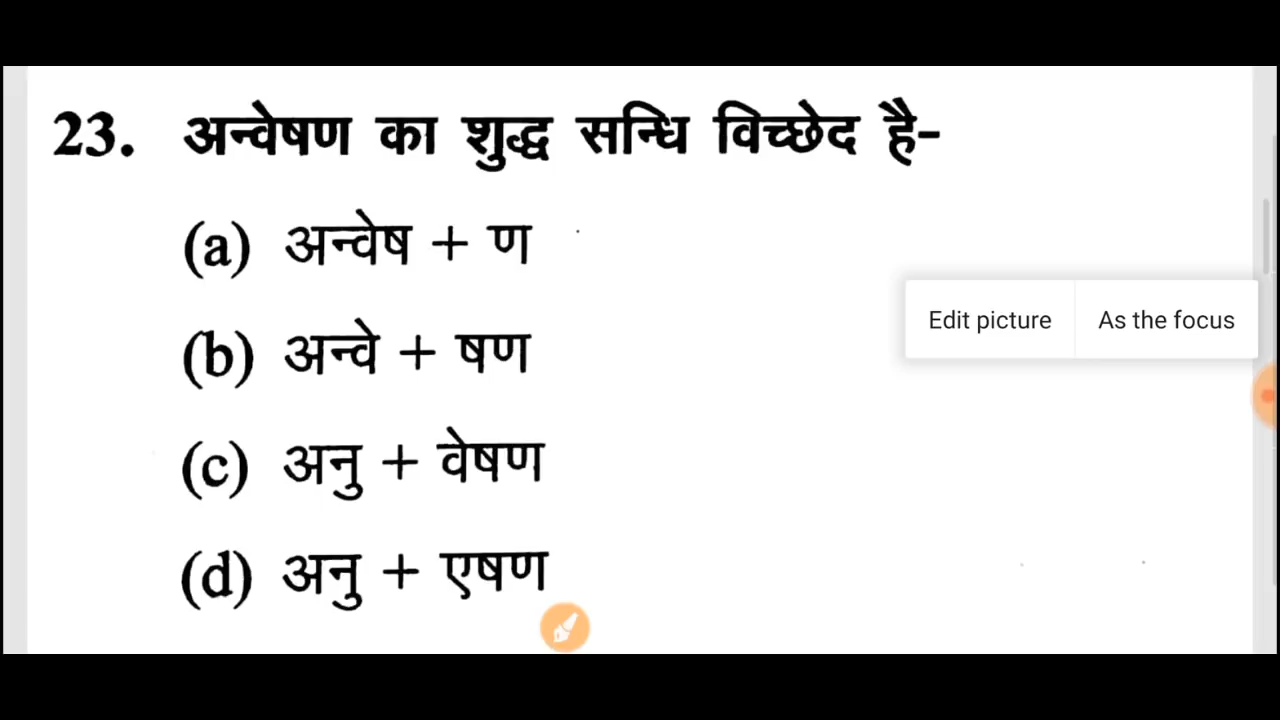 23. अन्वेषण का शुद्ध सन्धि विच्छेद है-
(a) अन्वेष + ण
(b) अन्वे + षण
Edit picture As the focus
(c) अनु + वेषण
(d) अनु + एषण